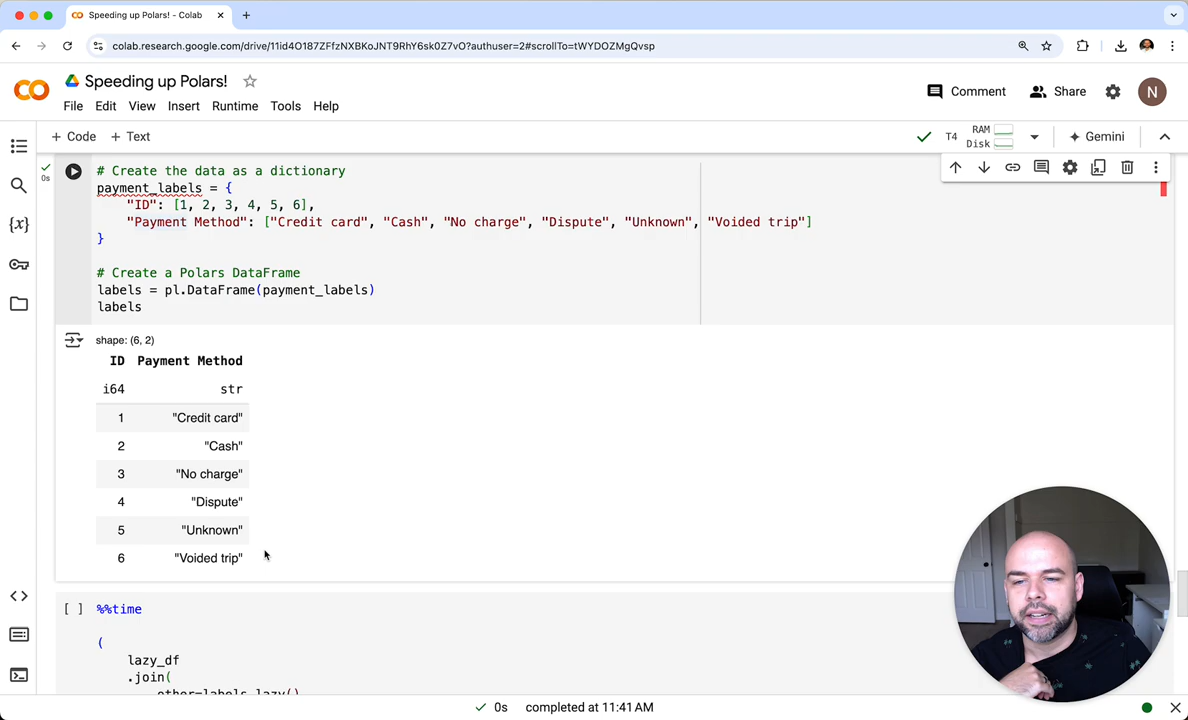 Speeding up Polars! - Colab
colab.research.google.com/drive/11id4O187ZFfzNXBKoJNT9RhY6sk0Z7vO?authuser=2#scrollTo=tWYDOZMgQvsp
Speeding up Polars!
File Edit View Insert Runtime Tools Help
Comment Share N
+ Code + Text
T4 RAM Disk Gemini
# Create the data as a dictionary
payment_labels = {
"ID": [1, 2, 3, 4, 5, 6],
"Payment Method": ["Credit card", "Cash", "No charge", "Dispute", "Unknown", "Voided trip"]
}
0s
# Create a Polars DataFrame
labels = pl.DataFrame(payment_labels)
labels
shape: (6, 2)
ID Payment Method
i64 str
1 "Credit card"
2 "Cash"
3 "No charge"
4 "Dispute"
5 "Unknown"
6 "Voided trip"
[ ] %%time
(
lazy_df
.join(
other=labels.lazy()
0s completed at 11:41 AM